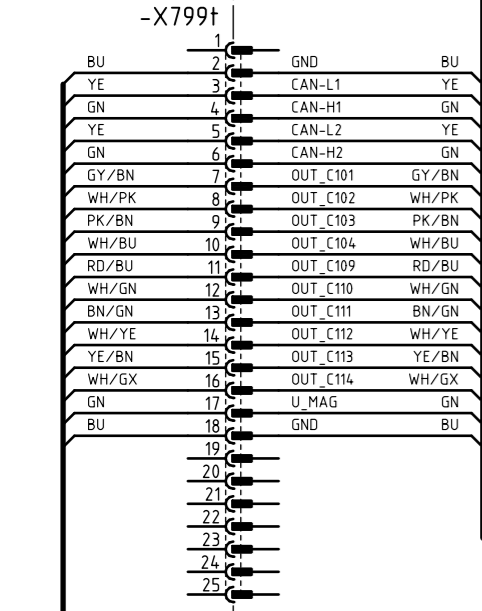 -X799t
1
BU 2 GND BU
YE 3 CAN-L1 YE
GN 4 CAN-H1 GN
YE 5 CAN-L2 YE
GN 6 CAN-H2 GN
GY/BN 7 OUT_C101 GY/BN
WH/PK 8 OUT_C102 WH/PK
PK/BN 9 OUT_C103 PK/BN
WH/BU 10 OUT_C104 WH/BU
RD/BU 11 OUT_C109 RD/BU
WH/GN 12 OUT_C110 WH/GN
BN/GN 13 OUT_C111 BN/GN
WH/YE 14 OUT_C112 WH/YE
YE/BN 15 OUT_C113 YE/BN
WH/GX 16 OUT_C114 WH/GX
GN 17 U_MAG GN
BU 18 GND BU
19
20
21
22
23
24
25